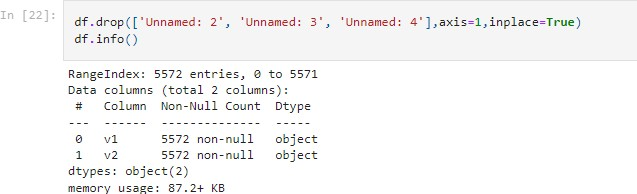 In [22]:
df.drop(['Unnamed: 2', 'Unnamed: 3', 'Unnamed: 4'],axis=1,inplace=True)
df.info()
RangeIndex: 5572 entries, 0 to 5571
Data columns (total 2 columns):
 #   Column  Non-Null Count  Dtype
---  ------  --------------  -----
 0   v1      5572 non-null   object
 1   v2      5572 non-null   object
dtypes: object(2)
memory usage: 87.2+ KB